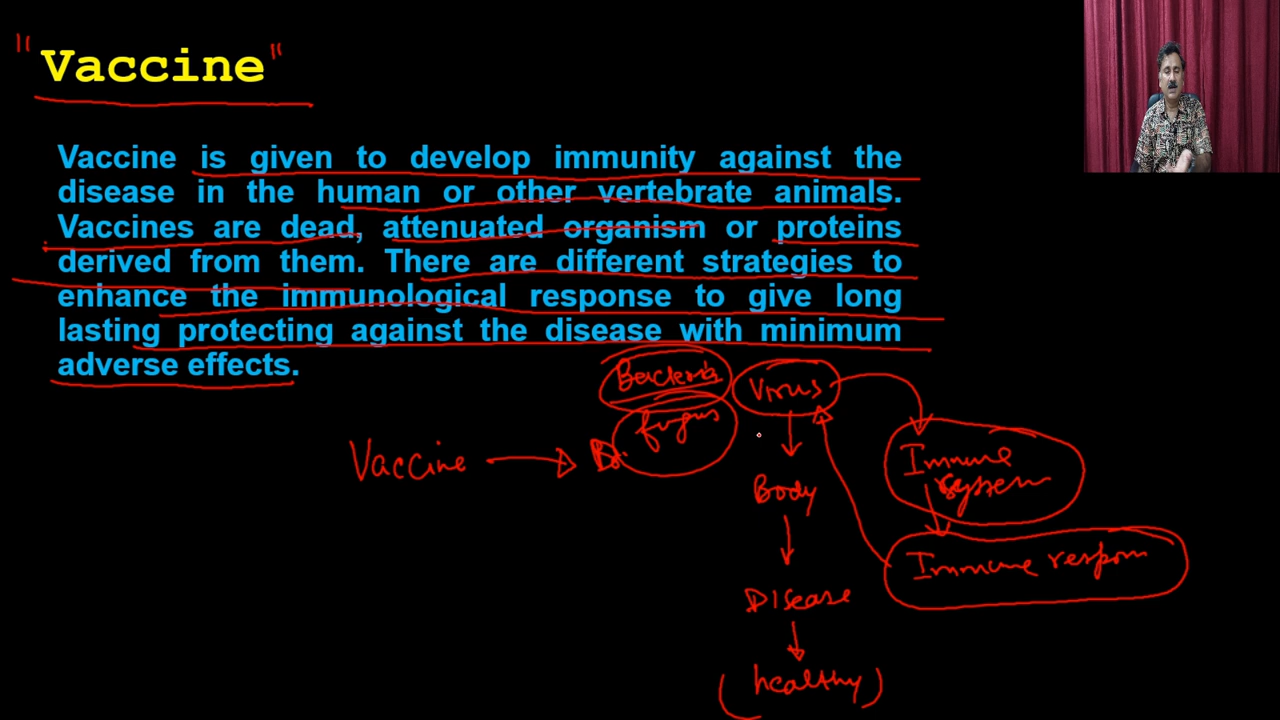 "Vaccine"
Vaccine is given to develop immunity against the
disease in the human or other vertebrate animals.
Vaccines are dead, attenuated organism or proteins
derived from them. There are different strategies to
enhance the immunological response to give long
lasting protecting against the disease with minimum
adverse effects.
Bacteria Virus
fugus
Vaccine
Immune
system
Body
Immune respon
Disease
(healthy)